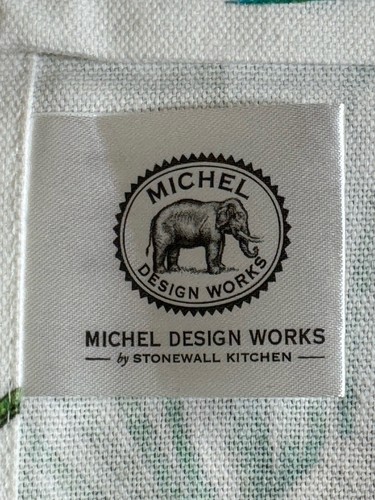 MICHEL
DESIGN WORKS
MICHEL DESIGN WORKS
by STONEWALL KITCHEN